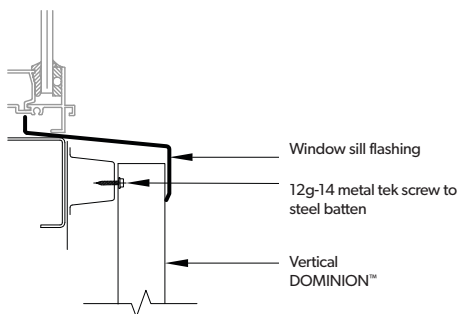 Window sill flashing
12g-14 metal tek screw to
steel batten
Vertical
DOMINION™